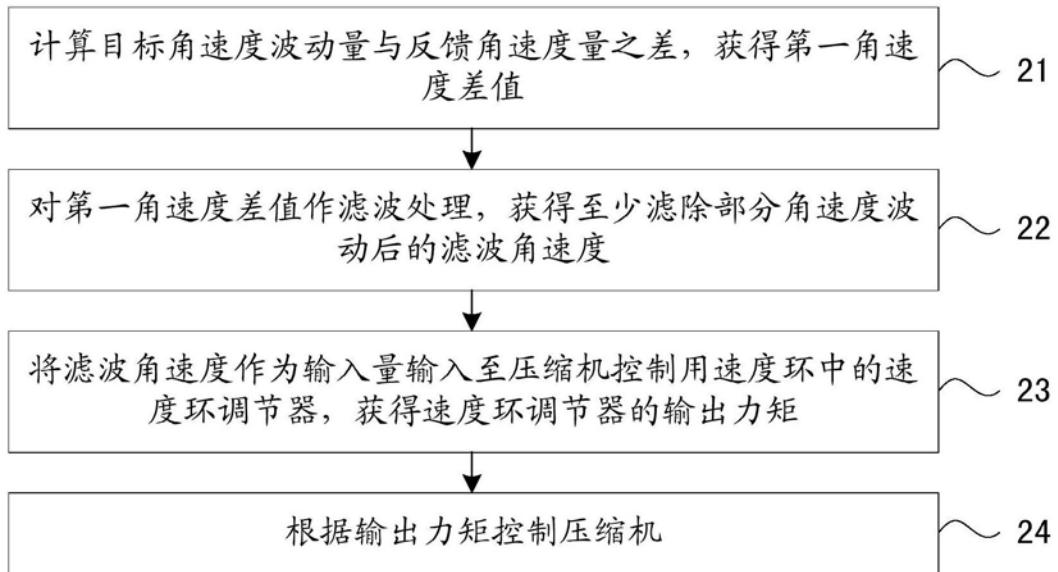 计算目标角速度波动量与反馈角速度量之差，获得第一角速
度差值
21
对第一角速度差值作滤波处理，获得至少滤除部分角速度波
动后的滤波角速度
22
将滤波角速度作为输入量输入至压缩机控制用速度环中的速
度环调节器，获得速度环调节器的输出力矩
23
根据输出力矩控制压缩机
24